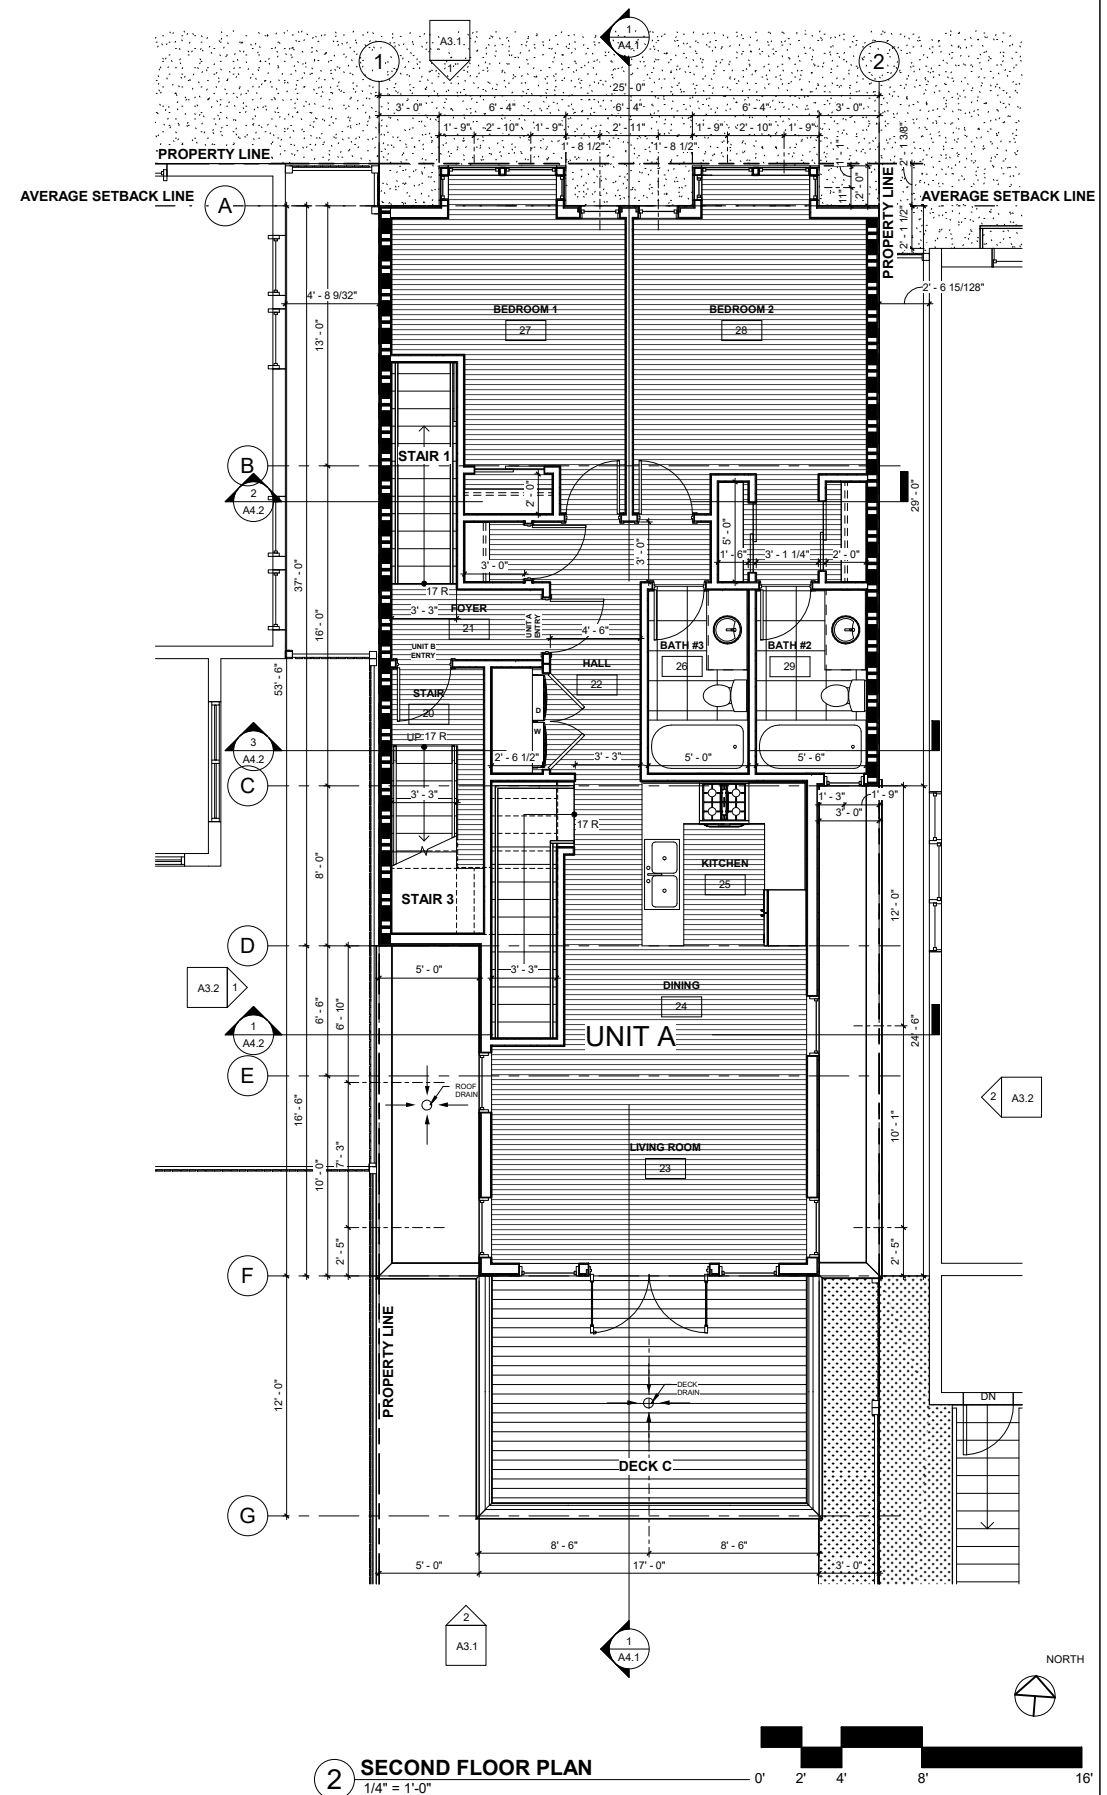 A3.1
1
1
A4.1
1
2
25' - 0"
3' - 0"
6' - 4"
6' - 4"
6' - 4"
3' - 0"
1' - 9"
2' - 10"
1' - 9"
2' - 11"
1' - 9"
2' - 10"
1' - 9"
1' - 8 1/2"
1' - 8 1/2"
PROPERTY LINE
AVERAGE SETBACK LINE
A
1' - 1"
11"
2' - 0"
2' - 1 3/8"
2' - 1 1/2"
PROPERTY LINE
AVERAGE SETBACK LINE
4' - 8 9/32"
2' - 6 15/128"
13' - 0"
BEDROOM 1
27
BEDROOM 2
28
STAIR 1
B
2
A4.2
2' - 0"
29' - 0"
3' - 0"
3' - 0"
5' - 0"
1' - 6"
3' - 1 1/4"
2' - 0"
37' - 0"
16' - 0"
53' - 6"
17 R
3' - 3"
FOYER
21
UNIT A
ENTRY
UNIT B
ENTRY
4' - 6"
HALL
22
BATH #3
26
BATH #2
29
STAIR
20
UP 17 R
D
W
3
A4.2
C
2' - 6 1/2"
3' - 3"
5' - 0"
5' - 6"
3' - 3"
17 R
1' - 3"
1' - 9"
3' - 0"
8' - 0"
KITCHEN
25
12' - 0"
STAIR 3
D
5' - 0"
3' - 3"
A3.2
1
DINING
24
6' - 6"
6' - 10"
1
A4.2
UNIT A
24' - 6"
E
ROOF
DRAIN
2
A3.2
16' - 6"
10' - 0"
7' - 3"
LIVING ROOM
23
10' - 1"
2' - 5"
2' - 5"
F
PROPERTY LINE
12' - 0"
DECK
DRAIN
DN
DECK C
G
8' - 6"
8' - 6"
5' - 0"
17' - 0"
3' - 0"
2
A3.1
1
A4.1
NORTH
2
SECOND FLOOR PLAN
1/4" = 1'-0"
0'
2'
4'
8'
16'